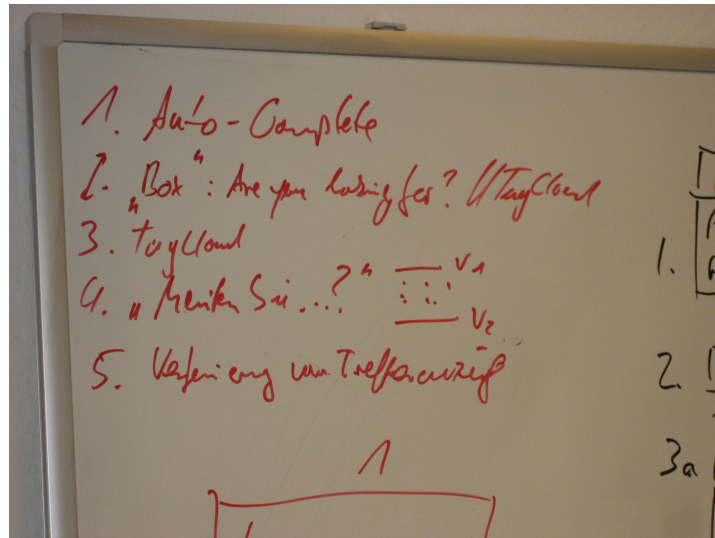 1. Auto-Complete
2. „Box“: Are you looking for? // TagCloud
3. TagCloud
4. „Meinten Sie...?“ V1
V2
5. Verfeinerung von Trefferanzeige
1
1.
2.
3a